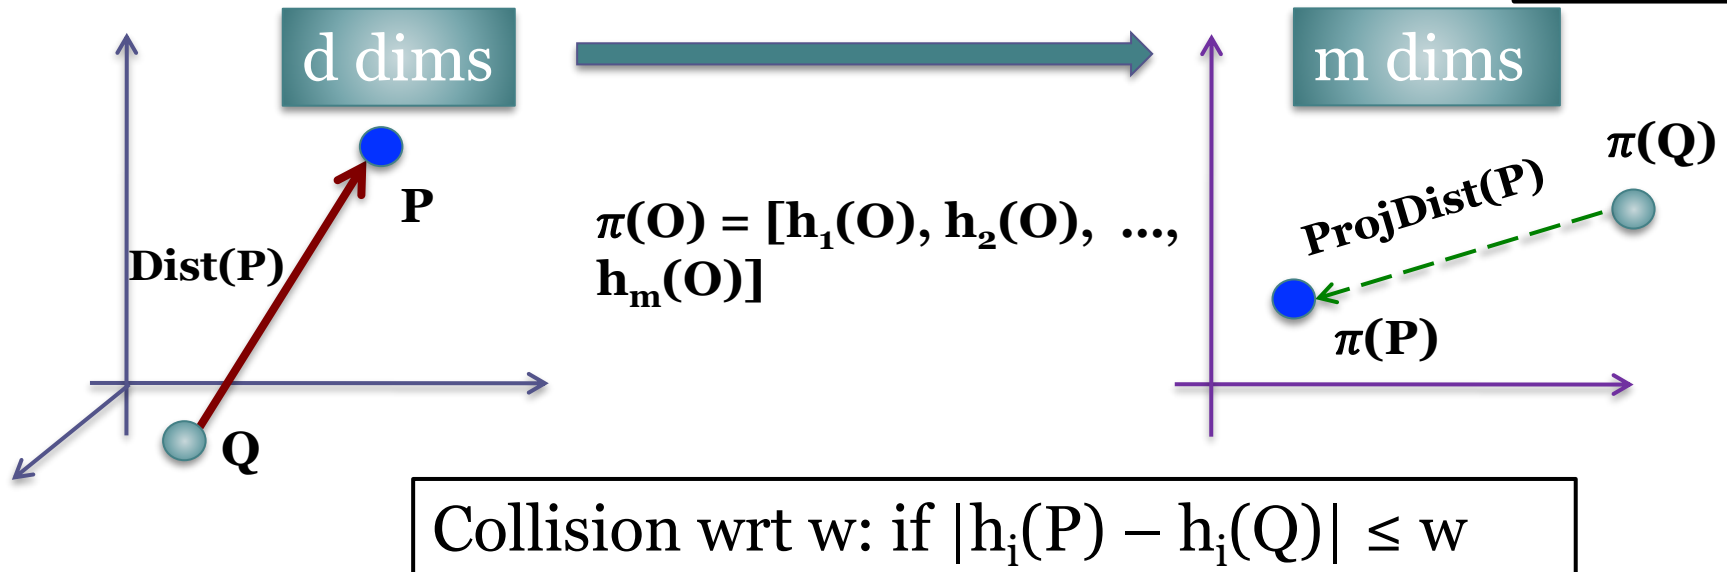 d dims
m dims
P
Dist(P)
Q
π(O) = [h₁(O), h₂(O), ...,
hₘ(O)]
π(Q)
ProjDist(P)
π(P)
Collision wrt w: if |hᵢ(P) – hᵢ(Q)| ≤ w